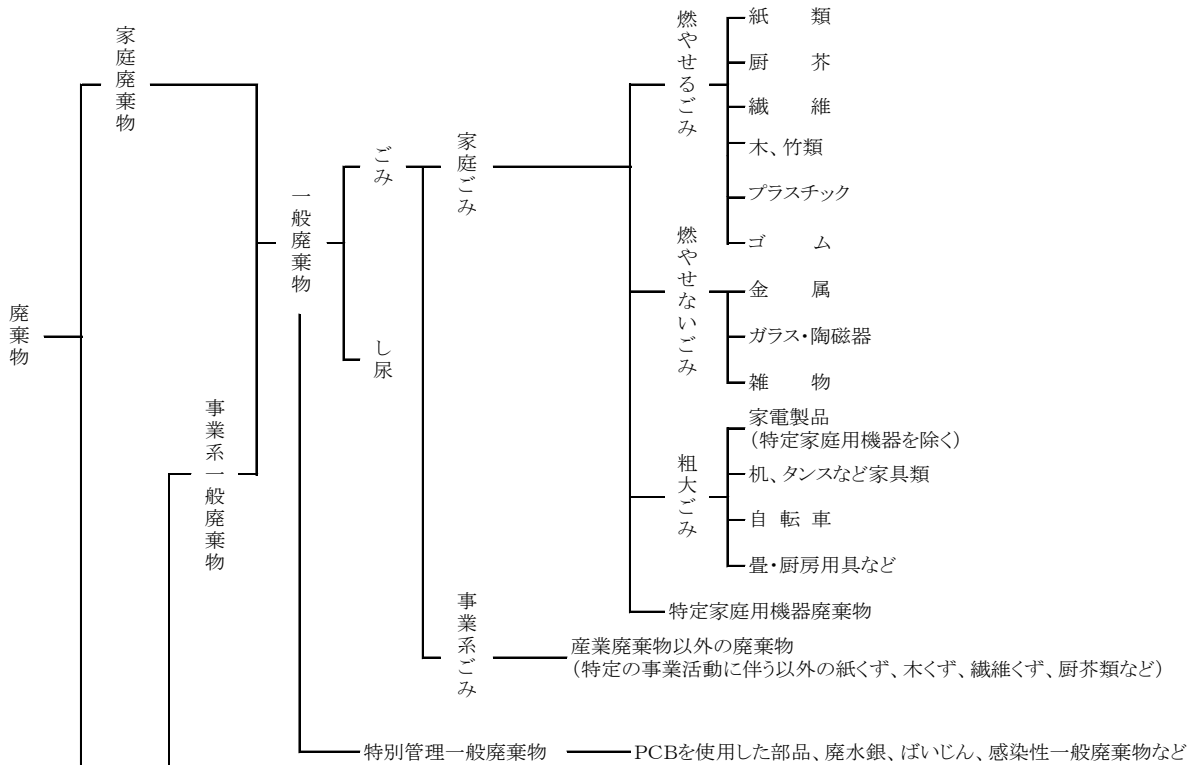 廃棄物
家庭廃棄物
事業系一般廃棄物
一般廃棄物
ごみ
し尿
家庭ごみ
燃やせるごみ
紙　類
厨　芥
繊　維
木、竹類
プラスチック
ゴ　ム
燃やせないごみ
金　属
ガラス・陶磁器
雑　物
粗大ごみ
家電製品
（特定家庭用機器を除く）
机、タンスなど家具類
自 転 車
畳・厨房用具など
特定家庭用機器廃棄物
事業系ごみ
産業廃棄物以外の廃棄物
（特定の事業活動に伴う以外の紙くず、木くず、繊維くず、厨芥類など）
特別管理一般廃棄物
PCBを使用した部品、廃水銀、ばいじん、感染性一般廃棄物など